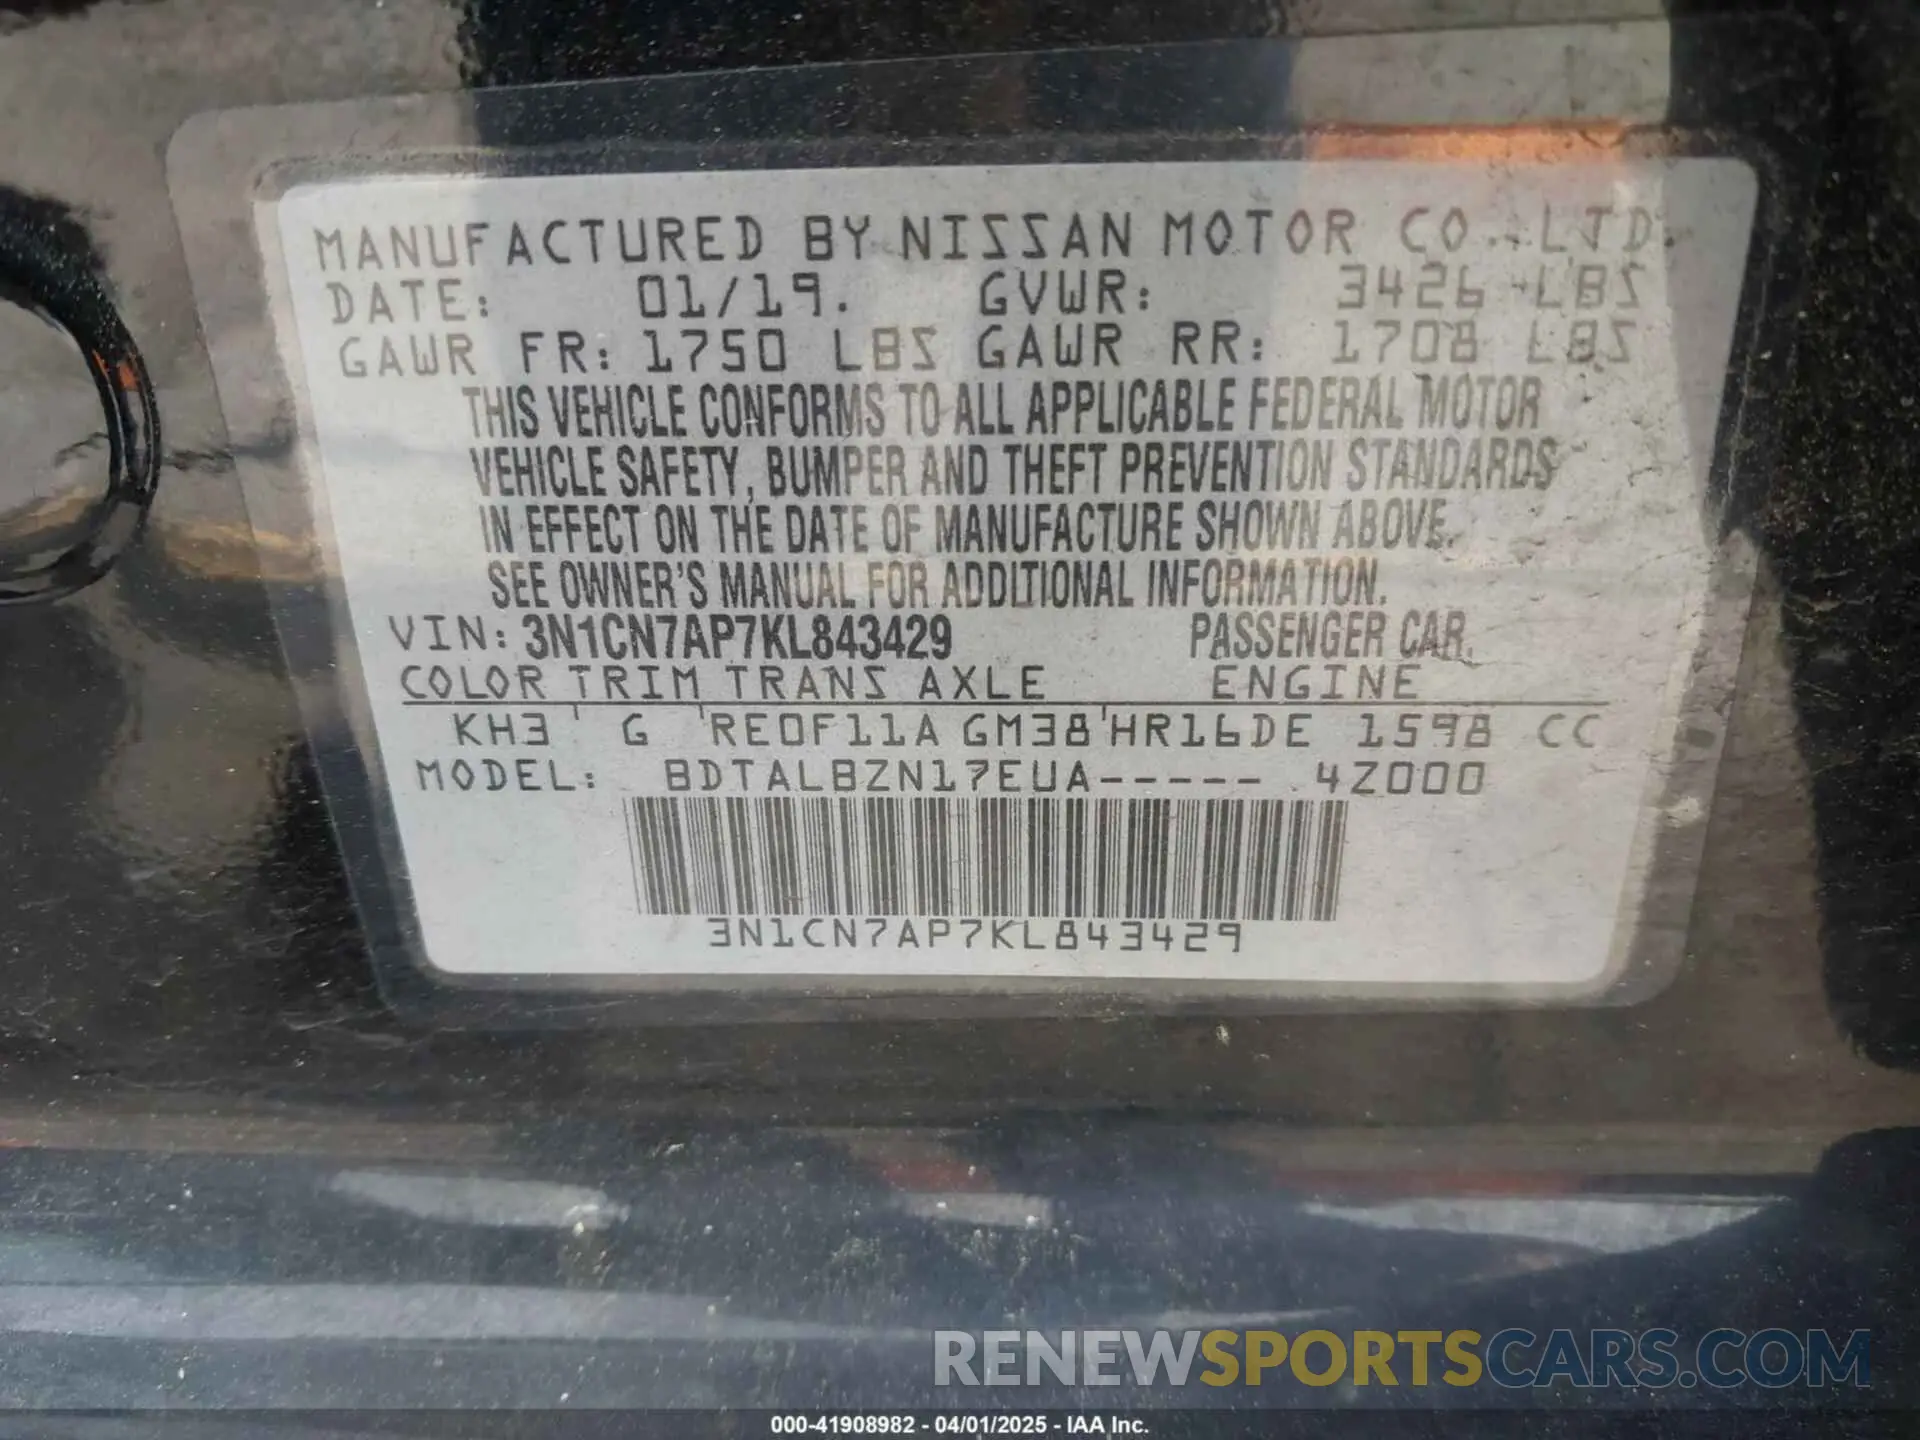 MANUFACTURED BY NISSAN MOTOR CO., LTD.
DATE: 01/19. GVWR: 3426 LBS
GAWR FR: 1750 LBS GAWR RR: 1708 LBS
THIS VEHICLE CONFORMS TO ALL APPLICABLE FEDERAL MOTOR
VEHICLE SAFETY, BUMPER AND THEFT PREVENTION STANDARDS
IN EFFECT ON THE DATE OF MANUFACTURE SHOWN ABOVE.
SEE OWNER'S MANUAL FOR ADDITIONAL INFORMATION.
VIN: 3N1CN7AP7KL843429 PASSENGER CAR.
COLOR TRIM TRANS AXLE ENGINE
KH3 G RE0F11A GM38 HR16DE 1598 CC
MODEL: BDTALBZN17EUA----- 4Z000
3N1CN7AP7KL843429
RENEWSPORTSCARS.COM
000-41908982 - 04/01/2025 - IAA Inc.